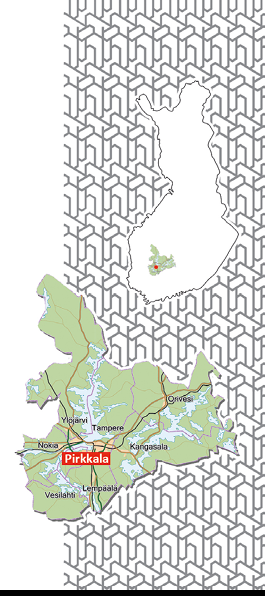 Orivesi
Ylöjärvi
Tampere
Nokia
Kangasala
Pirkkala
Lempäälä
Vesilahti